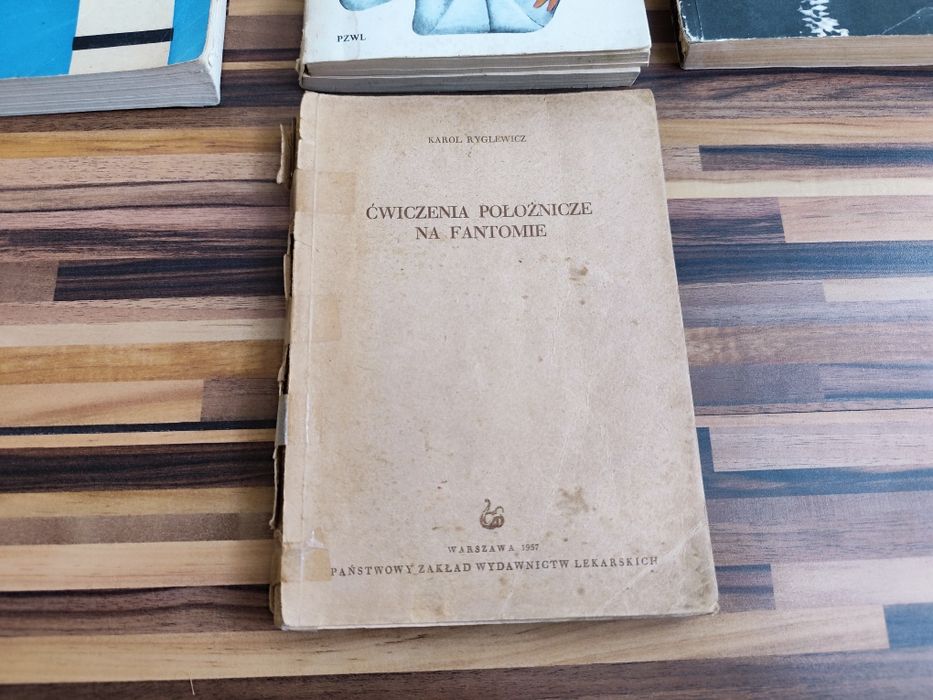 PZWL
KAROL RYGLEWICZ
ĆWICZENIA POŁOŻNICZE
NA FANTOMIE
WARSZAWA 1957
PAŃSTWOWY ZAKŁAD WYDAWNICTW LEKARSKICH